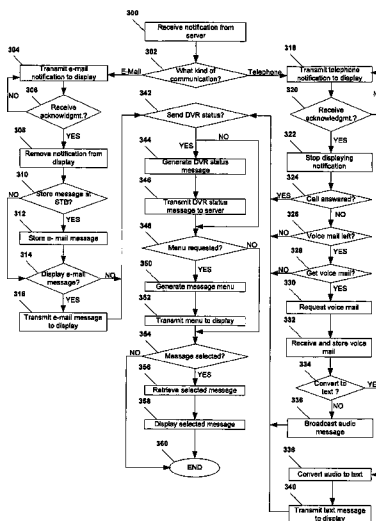 300
Receive notification from
server
302
What kind of
communication?
E-Mail
Telephone
304
Transmit e-mail
notification to display
306
Receive
acknowledgmt.?
NO
YES
308
Remove notification
from display
310
Store message at
STB?
NO
YES
312
Store e- mail message
314
Display e-mail
message?
NO
YES
316
Transmit e-mail message
to display
342
Send DVR status?
YES
344
Generate DVR status
message
346
Transmit DVR status
message to server
348
Menu requested?
NO
YES
350
Generate message menu
352
Transmit menu to display
354
Message selected?
NO
YES
356
Retrieve selected message
358
Display selected message
360
END
318
Transmit telephone
notification to display
320
Receive
acknowledgmt.?
NO
YES
322
Stop displaying
notification
324
Call answered?
YES
NO
326
Voice mail left?
NO
YES
328
Get voice mail?
NO
YES
330
Request voice mail
332
Receive and store voice
mail
334
Convert to
text ?
YES
NO
336
Broadcast audio
message
338
Convert audio to text
340
Transmit text message
to display